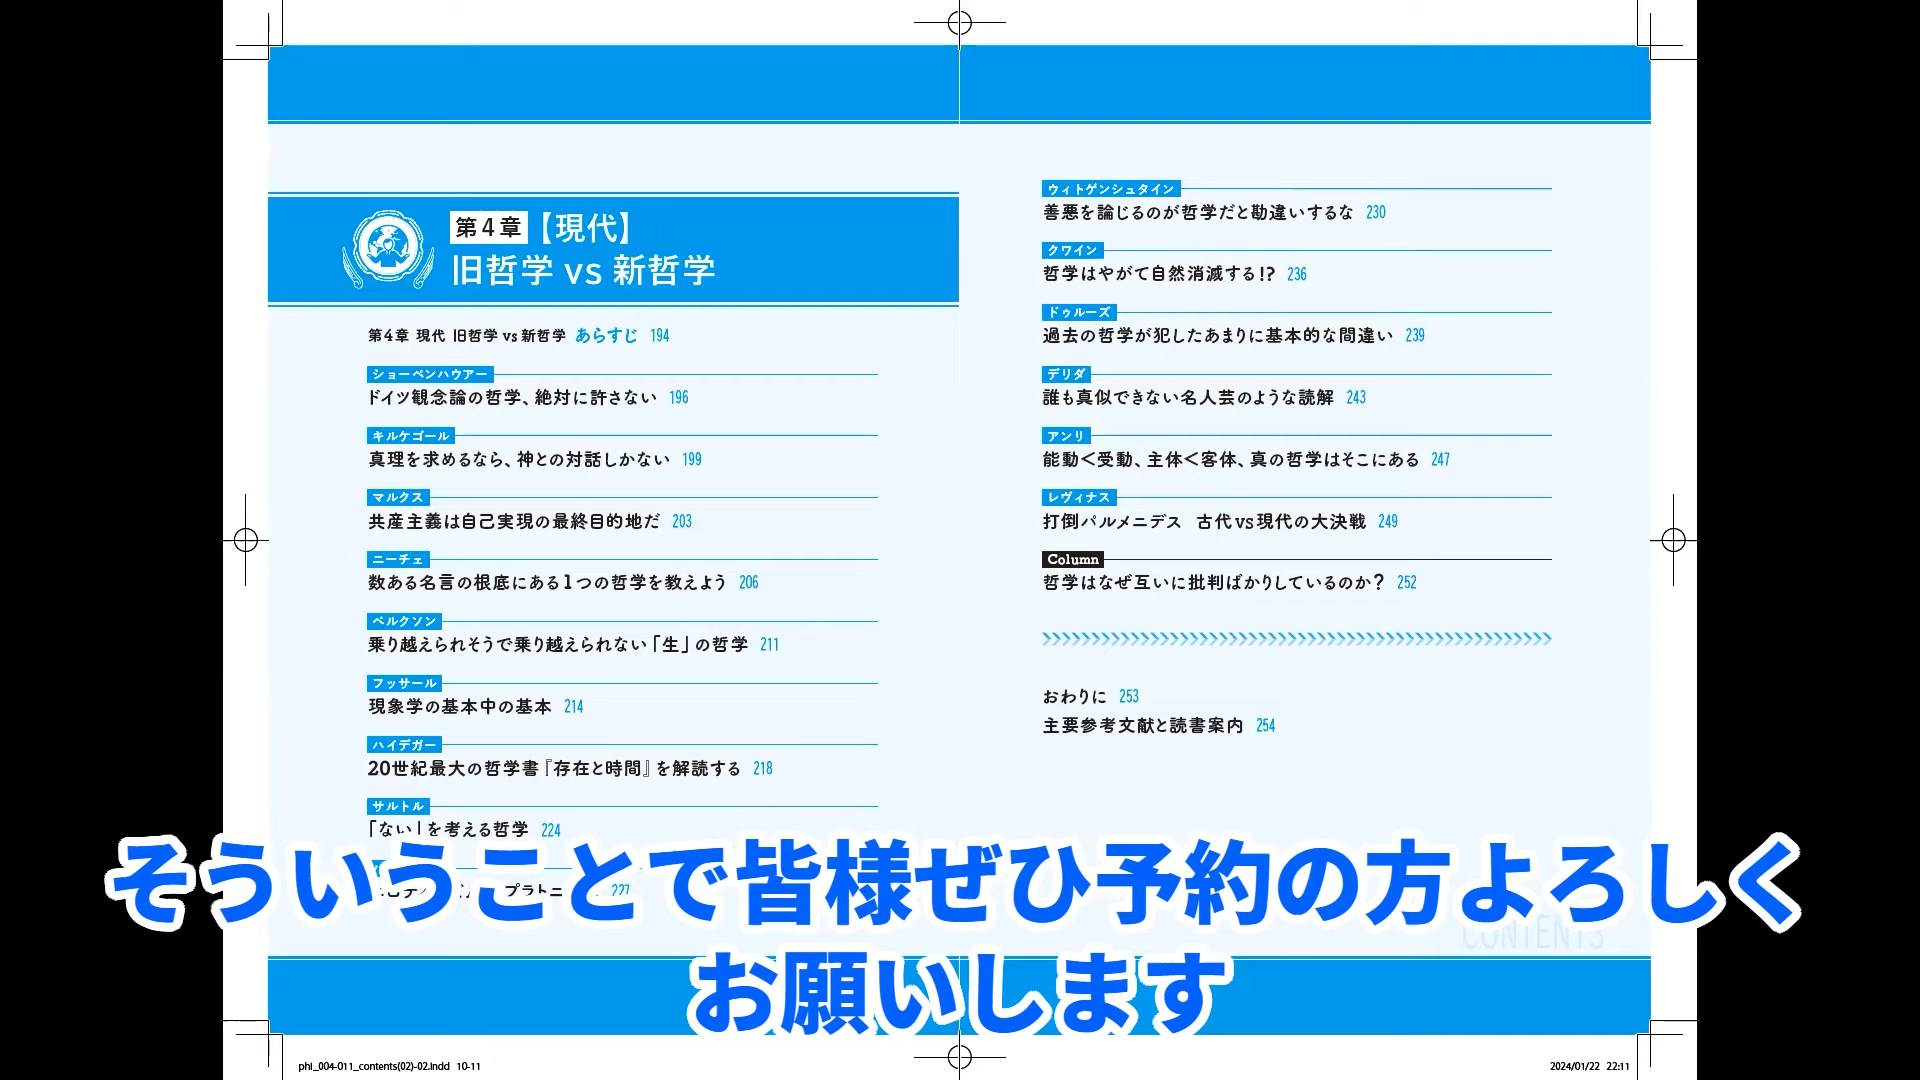 第4章【現代】
旧哲学 vs 新哲学
第4章 現代 旧哲学 vs 新哲学 あらすじ 194
ショーペンハウアー
ドイツ観念論の哲学、絶対に許さない 196
キルケゴール
真理を求めるなら、神との対話しかない 199
マルクス
共産主義は自己実現の最終目的地だ 203
ニーチェ
数ある名言の根底にある1つの哲学を教えよう 206
ベルクソン
乗り越えられそうで乗り越えられない「生」の哲学 211
フッサール
現象学の基本中の基本 214
ハイデガー
20世紀最大の哲学書『存在と時間』を解読する 218
サルトル
「ない」を考える哲学 224
プラトニ 227
ウィトゲンシュタイン
善悪を論じるのが哲学だと勘違いするな 230
クワイン
哲学はやがて自然消滅する!? 236
ドゥルーズ
過去の哲学が犯したあまりに基本的な間違い 239
デリダ
誰も真似できない名人芸のような読解 243
アンリ
能動<受動、主体<客体、真の哲学はそこにある 247
レヴィナス
打倒パルメニデス 古代vs現代の大決戦 249
Column
哲学はなぜ互いに批判ばかりしているのか? 252
おわりに 253
主要参考文献と読書案内 254
CONTENTS
そういうことで皆様ぜひ予約の方よろしく
お願いします
phl_004-011_contents(02)-02.indd 10-11
2024/01/22 22:11